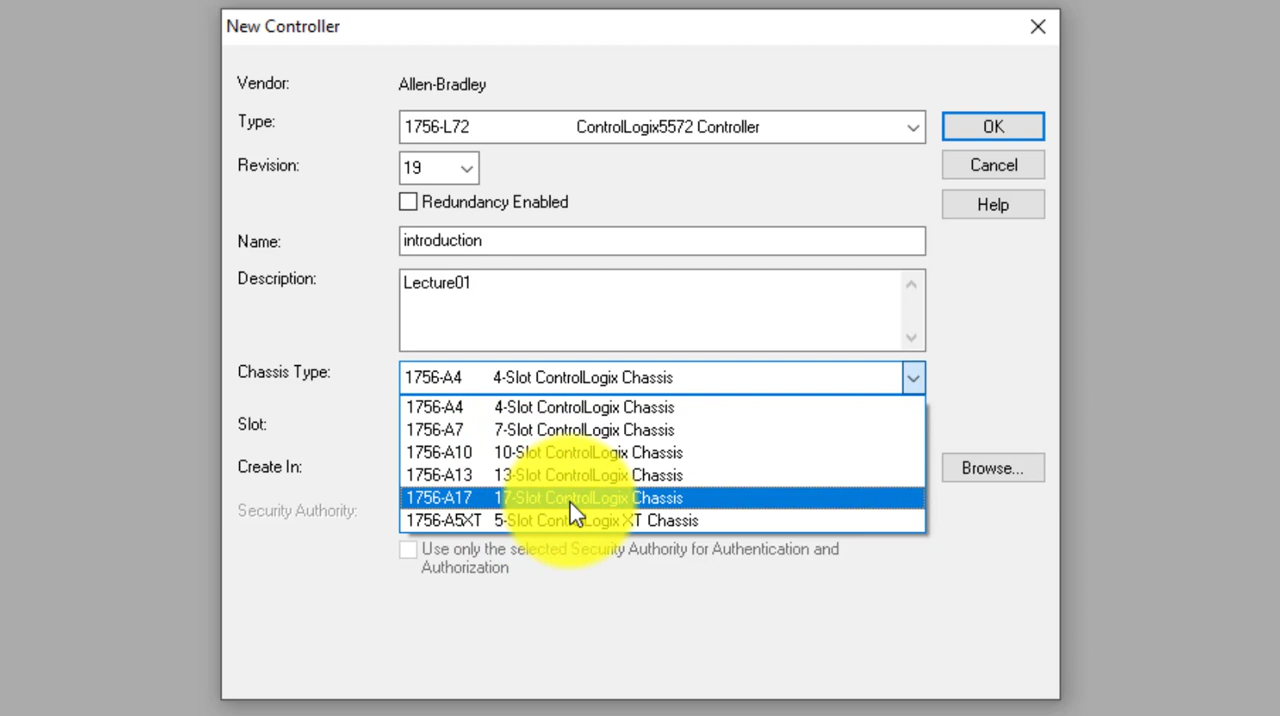 New Controller
Vendor: Allen-Bradley
Type: 1756-L72 ControlLogix5572 Controller OK
Revision: 19 Cancel
Redundancy Enabled Help
Name: introduction
Description: Lecture01
Chassis Type: 1756-A4 4-Slot ControlLogix Chassis
1756-A4 4-Slot ControlLogix Chassis
Slot: 1756-A7 7-Slot ControlLogix Chassis
1756-A10 10-Slot ControlLogix Chassis
Create In: 1756-A13 13-Slot ControlLogix Chassis Browse...
1756-A17 17-Slot ControlLogix Chassis
Security Authority: 1756-A5XT 5-Slot ControlLogix XT Chassis
Use only the selected Security Authority for Authentication and
Authorization